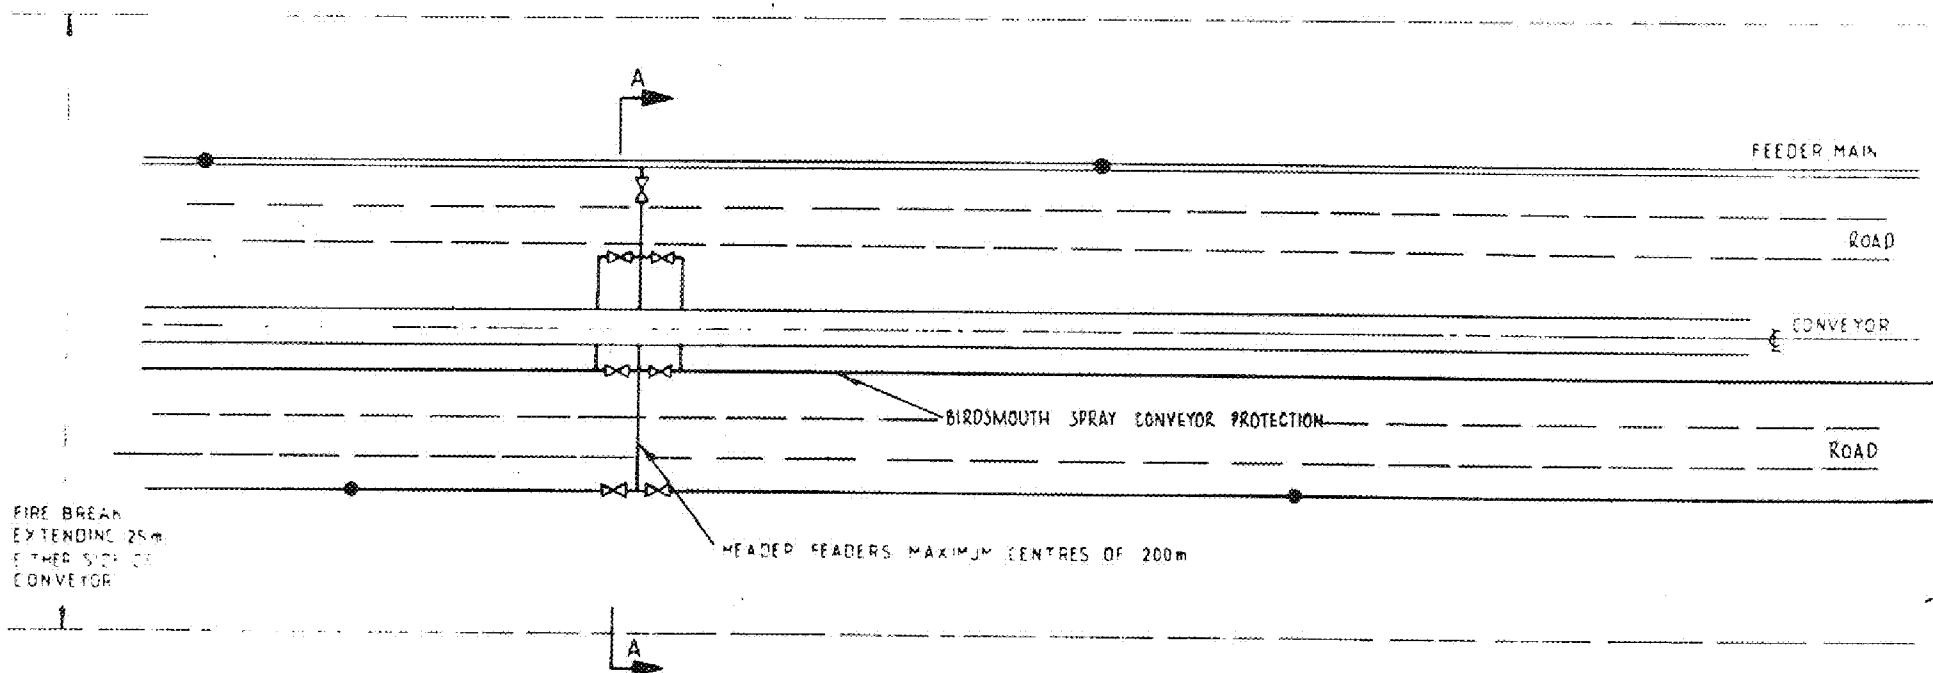 A
FEEDER MAIN
ROAD
℄ CONVEYOR
BIRDSMOUTH SPRAY CONVEYOR PROTECTION
ROAD
FIRE BREAK
EXTENDING 25m
EITHER SIDE OF
CONVEYOR
HEADER FEADERS MAXIMUM CENTRES OF 200m
A